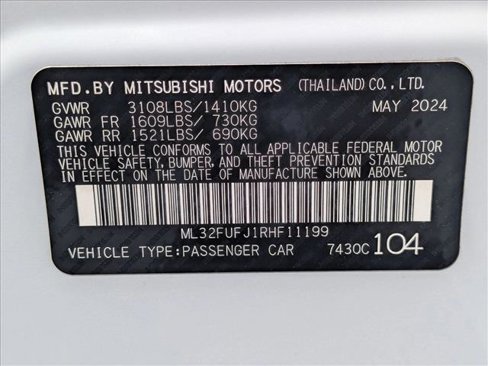 MFD.BY MITSUBISHI MOTORS (THAILAND) CO., LTD.
GVWR 3108LBS/1410KG MAY 2024
GAWR FR 1609LBS/ 730KG
GAWR RR 1521LBS/ 690KG
THIS VEHICLE CONFORMS TO ALL APPLICABLE FEDERAL MOTOR
VEHICLE SAFETY, BUMPER, AND THEFT PREVENTION STANDARDS
IN EFFECT ON THE DATE OF MANUFACTURE SHOWN ABOVE.
ML32FUFJ1RHF11199
VEHICLE TYPE:PASSENGER CAR 7430C 104